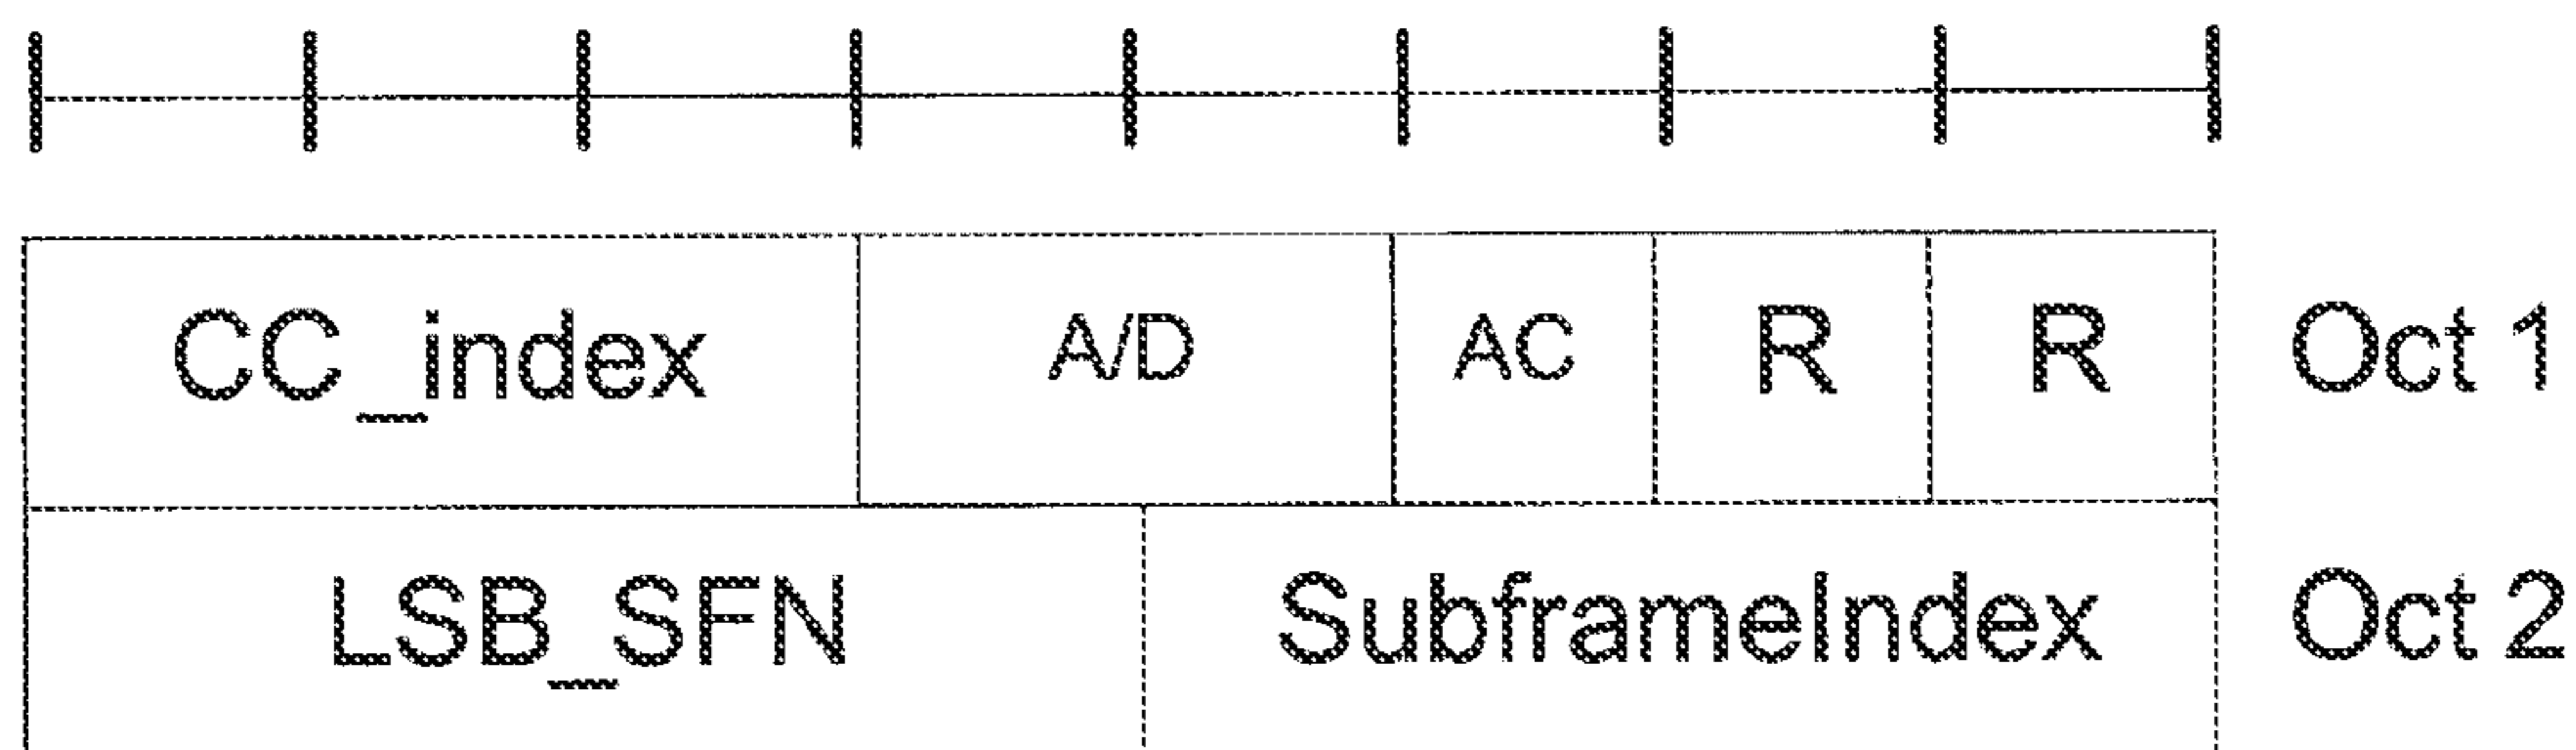 CC_index A/D AC R R Oct 1
LSB_SFN SubframeIndex Oct 2